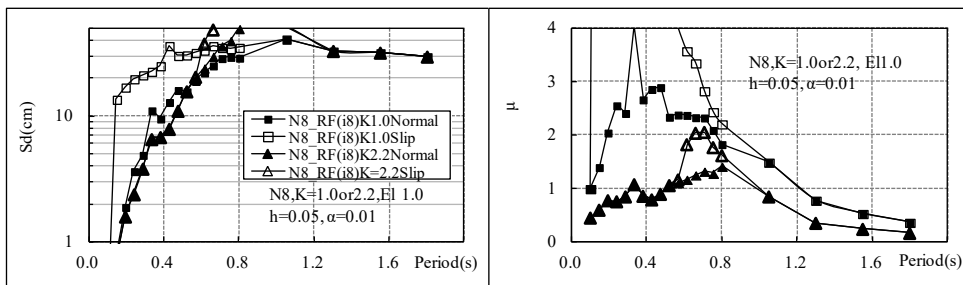 Sd(cm)
10
1
N8_RF(i8)K1.0Normal
N8_RF(i8)K1.0Slip
N8_RF(i8)K2.2Normal
N8_RF(i8)K=2.2Slip
N8,K=1.0or2.2,El 1.0
h=0.05,α=0.01
0.0 0.4 0.8 1.2 1.6 Period(s)
μ
4
3
2
1
0
N8,K=1.0or2.2, El1.0
h=0.05,α=0.01
0.0 0.4 0.8 1.2 1.6 Period(s)